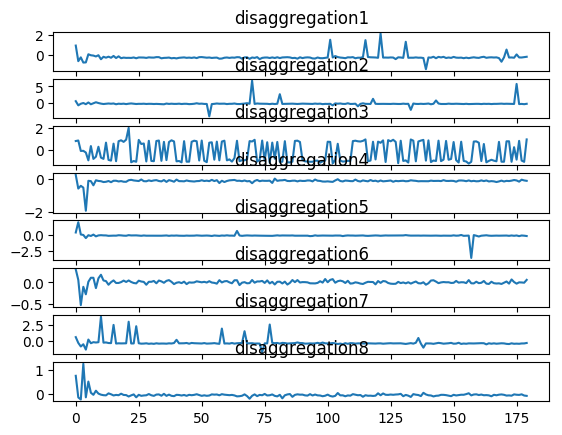 disaggregation1
2
0
disaggregation2
5
0
disaggregation3
2
0
disaggregation4
0
−2
disaggregation5
0.0
−2.5
disaggregation6
0.0
−0.5
disaggregation7
2.5
0.0
disaggregation8
1
0
0 25 50 75 100 125 150 175